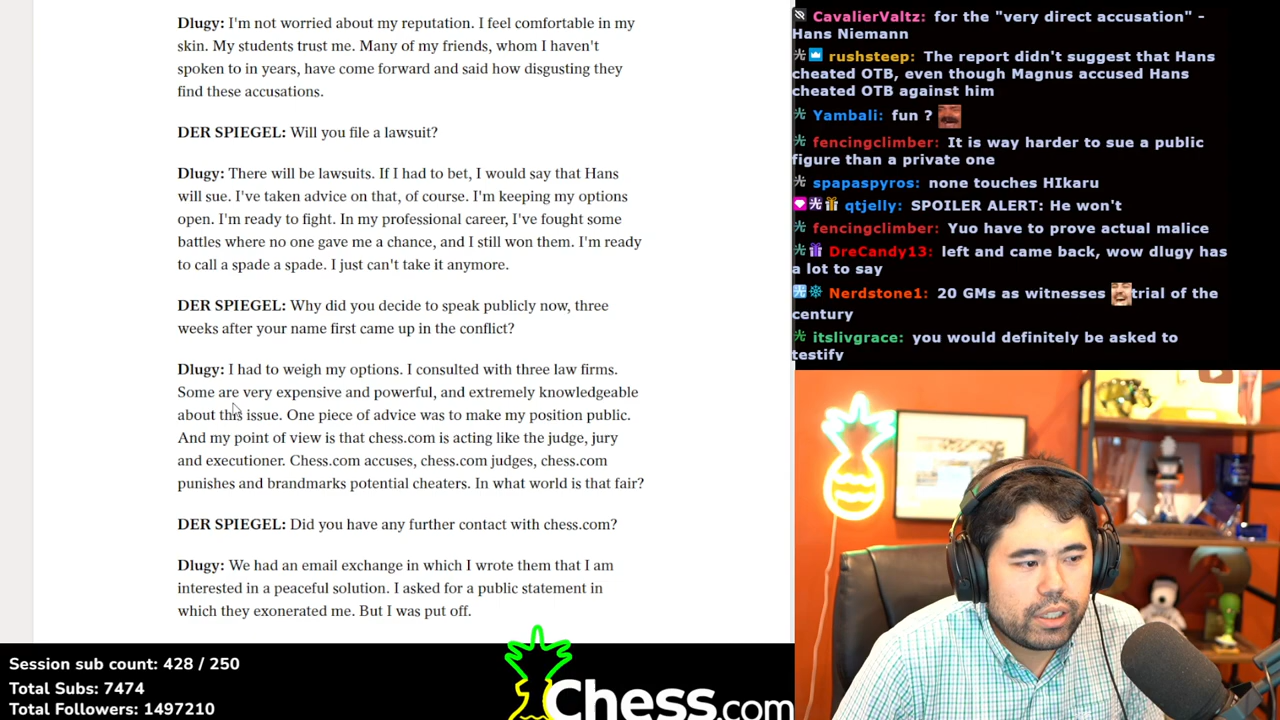 Dlugy: I'm not worried about my reputation. I feel comfortable in my
skin. My students trust me. Many of my friends, whom I haven't
spoken to in years, have come forward and said how disgusting they
find these accusations.
DER SPIEGEL: Will you file a lawsuit?
Dlugy: There will be lawsuits. If I had to bet, I would say that Hans
will sue. I've taken advice on that, of course. I'm keeping my options
open. I'm ready to fight. In my professional career, I've fought some
battles where no one gave me a chance, and I still won them. I'm ready
to call a spade a spade. I just can't take it anymore.
DER SPIEGEL: Why did you decide to speak publicly now, three
weeks after your name first came up in the conflict?
Dlugy: I had to weigh my options. I consulted with three law firms.
Some are very expensive and powerful, and extremely knowledgeable
about this issue. One piece of advice was to make my position public.
And my point of view is that chess.com is acting like the judge, jury
and executioner. Chess.com accuses, chess.com judges, chess.com
punishes and brandmarks potential cheaters. In what world is that fair?
DER SPIEGEL: Did you have any further contact with chess.com?
Dlugy: We had an email exchange in which I wrote them that I am
interested in a peaceful solution. I asked for a public statement in
which they exonerated me. But I was put off.
CavalierValtz: for the "very direct accusation" -
Hans Niemann
rushsteep: The report didn't suggest that Hans
cheated OTB, even though Magnus accused Hans
cheated OTB against him
Yambali: fun ?
fencingclimber: It is way harder to sue a public
figure than a private one
spapaspyros: none touches HIkaru
qtjelly: SPOILER ALERT: He won't
fencingclimber: Yuo have to prove actual malice
DreCandy13: left and came back, wow dlugy has
a lot to say
Nerdstone1: 20 GMs as witnesses trial of the
century
itslivgrace: you would definitely be asked to
testify
Session sub count: 428 / 250
Total Subs: 7474
Total Followers: 1497210
Chess.com